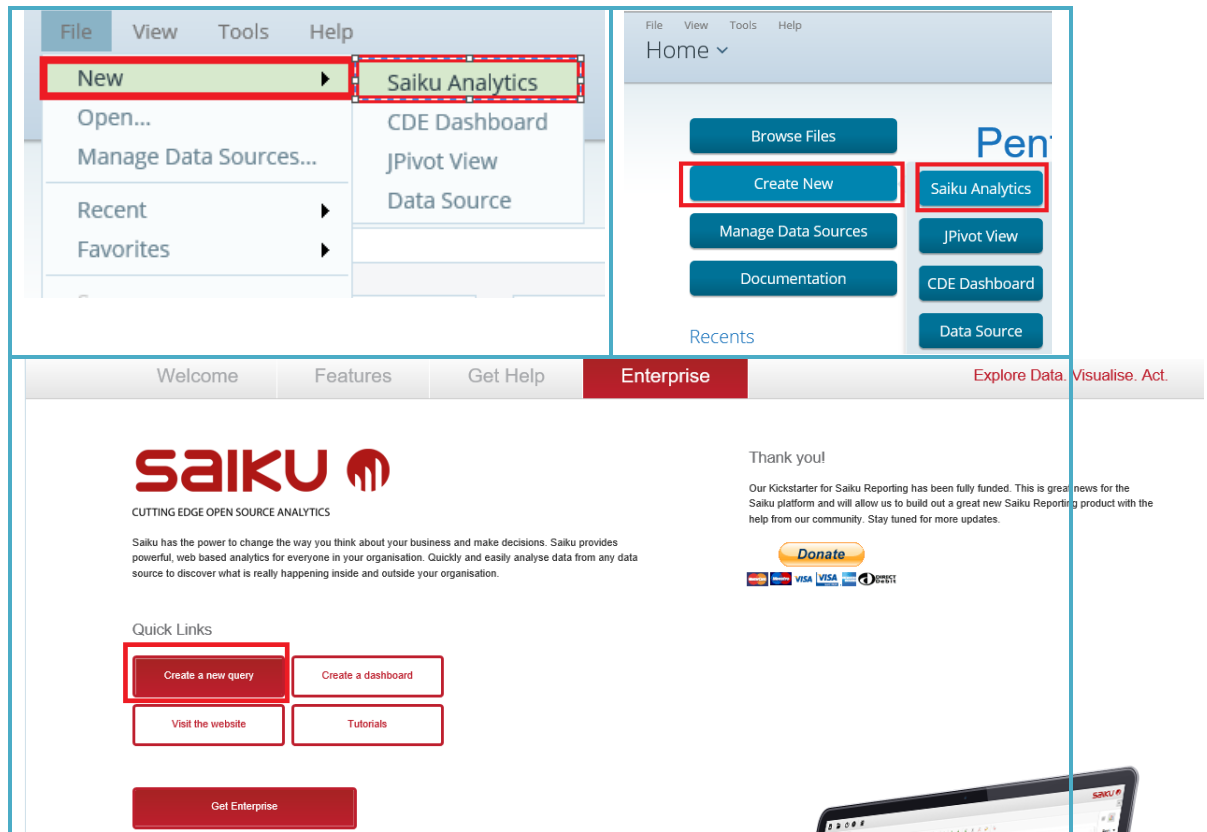 File View Tools Help
New
Saiku Analytics
Open...
CDE Dashboard
Manage Data Sources...
JPivot View
Recent
Data Source
Favorites
File View Tools Help
Home
Browse Files
Pen
Create New
Saiku Analytics
Manage Data Sources
JPivot View
Documentation
CDE Dashboard
Recents
Data Source
Welcome Features Get Help Enterprise
Explore Data. Visualise. Act.
saiku
CUTTING EDGE OPEN SOURCE ANALYTICS
Saiku has the power to change the way you think about your business and make decisions. Saiku provides
powerful, web based analytics for everyone in your organisation. Quickly and easily analyse data from any data
source to discover what is really happening inside and outside your organisation.
Thank you!
Our Kickstarter for Saiku Reporting has been fully funded. This is great news for the
Saiku platform and will allow us to build out a great new Saiku Reporting product with the
help from our community. Stay tuned for more updates.
Donate
VISA VISA DIRECT Debit
Quick Links
Create a new query
Create a dashboard
Visit the website
Tutorials
Get Enterprise
saiku